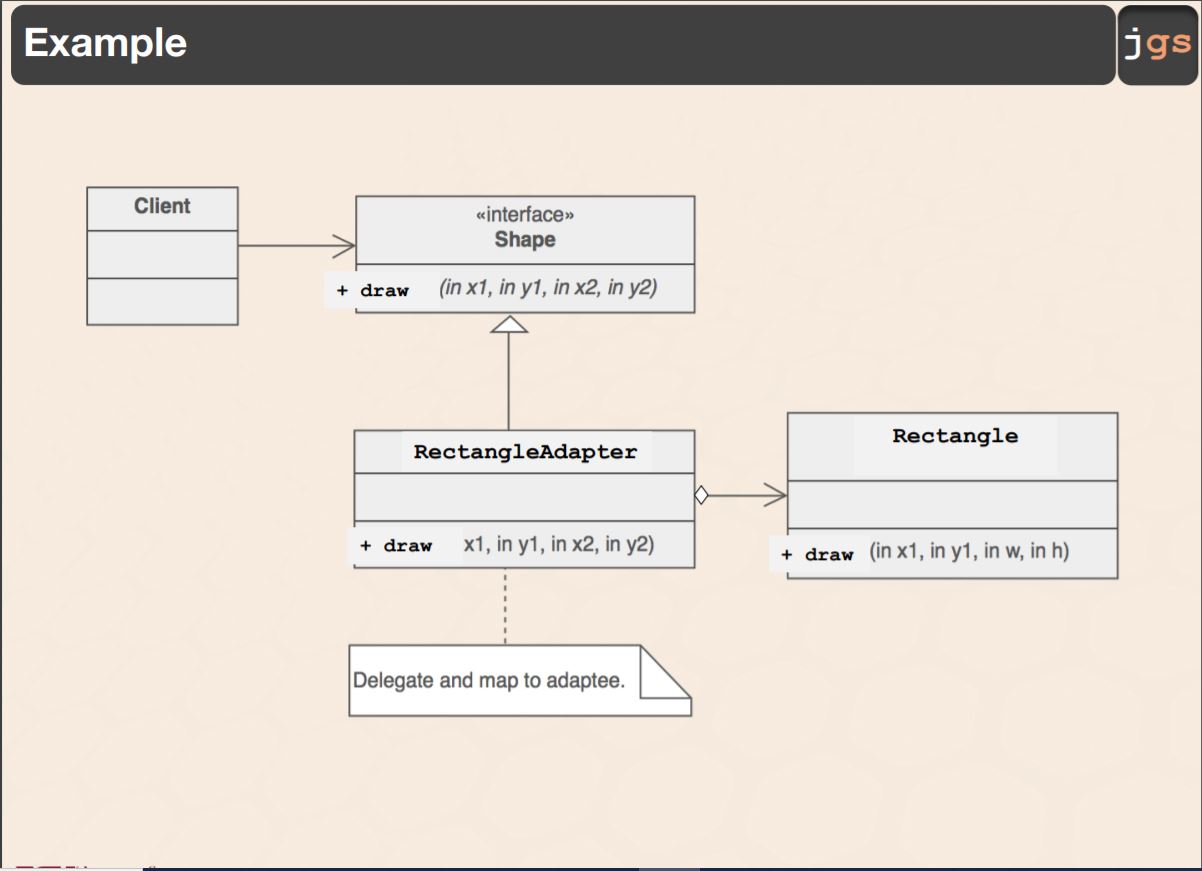 Example
jgs
Client
«interface»
Shape
+ draw (in x1, in y1, in x2, in y2)
RectangleAdapter
+ draw x1, in y1, in x2, in y2)
Rectangle
+ draw (in x1, in y1, in w, in h)
Delegate and map to adaptee.